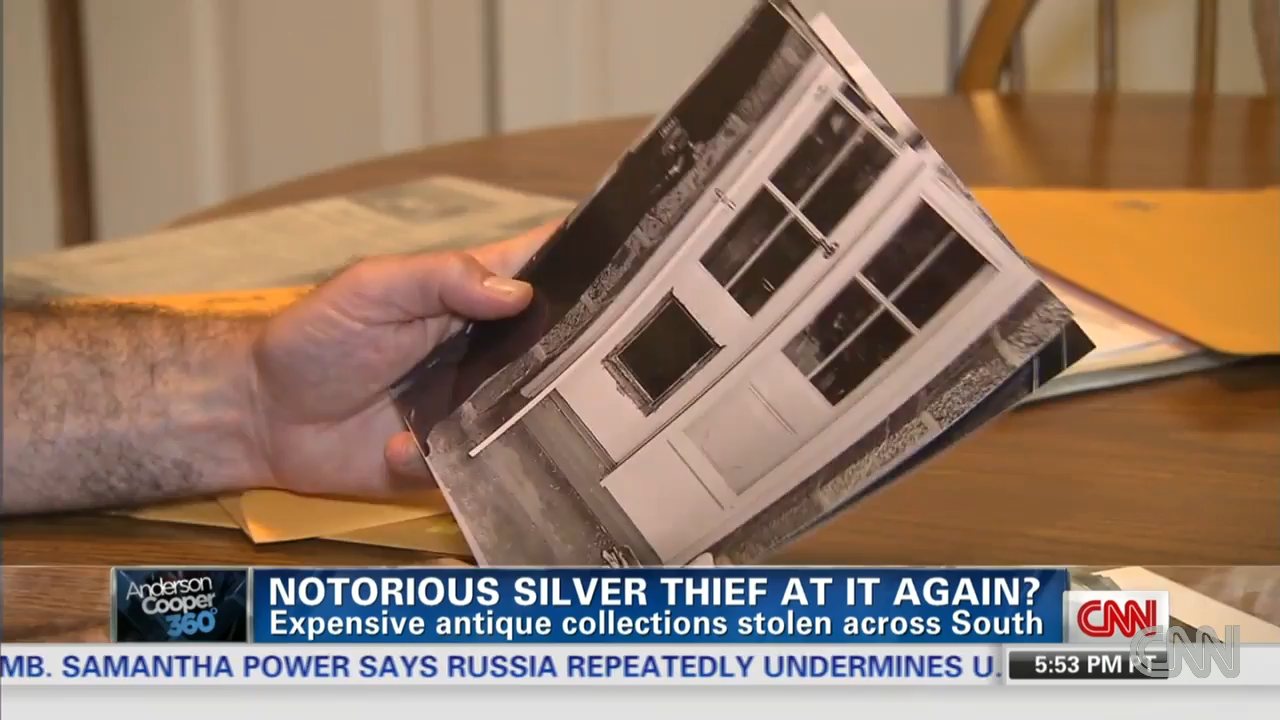 Anderson
Cooper
360°
NOTORIOUS SILVER THIEF AT IT AGAIN?
Expensive antique collections stolen across South
CNN
MB. SAMANTHA POWER SAYS RUSSIA REPEATEDLY UNDERMINES U.
5:53 PM PT
CNN